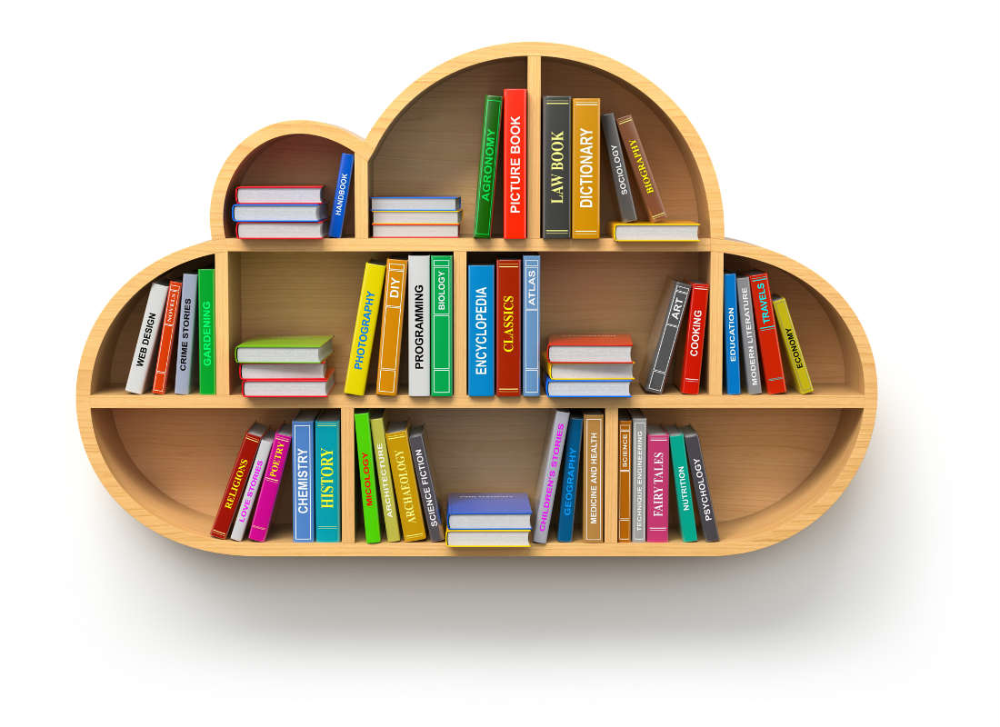 HANDBOOK
AGRONOMY
PICTURE BOOK
LAW BOOK
DICTIONARY
SOCIOLOGY
BIOGRAPHY
WEB DESIGN
NOVELS
CRIME STORIES
GARDENING
PHOTOGRAPHY
DIY
PROGRAMMING
BIOLOGY
ENCYCLOPEDIA
CLASSICS
ATLAS
ART
COOKING
EDUCATION
MODERN LITERATURE
TRAVELS
ECONOMY
RELIGIONS
LOVE STORIES
POETRY
CHEMISTRY
HISTORY
MICOLOGY
ARCHITECTURE
ARCHAEOLOGY
SCIENCE FICTION
CHILDREN'S STORIES
GEOGRAPHY
MEDICINE AND HEALTH
SCIENCE
TECHNIQUE ENGINEERING
FAIRY TALES
NUTRITION
PSYCHOLOGY